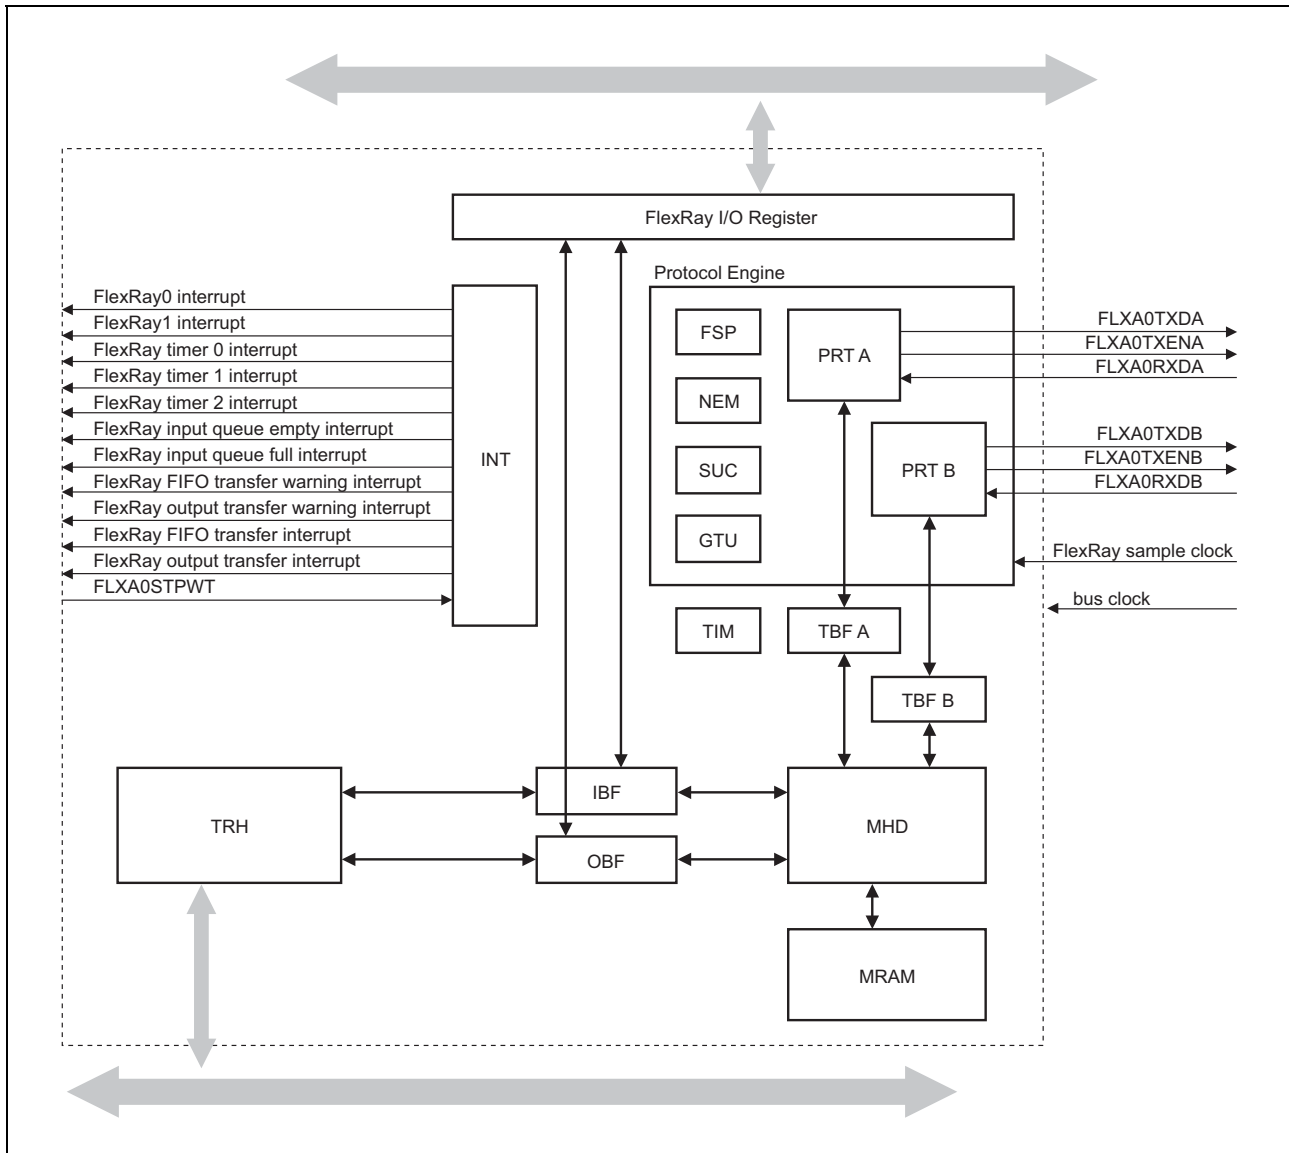 FlexRay I/O Register
Protocol Engine
FlexRay0 interrupt
FlexRay1 interrupt
FlexRay timer 0 interrupt
FlexRay timer 1 interrupt
FlexRay timer 2 interrupt
FlexRay input queue empty interrupt
FlexRay input queue full interrupt
FlexRay FIFO transfer warning interrupt
FlexRay output transfer warning interrupt
FlexRay FIFO transfer interrupt
FlexRay output transfer interrupt
FLXA0STPWT
INT
FSP
NEM
SUC
GTU
PRT A
PRT B
FLXA0TXDA
FLXA0TXENA
FLXA0RXDA
FLXA0TXDB
FLXA0TXENB
FLXA0RXDB
FlexRay sample clock
bus clock
TIM
TBF A
TBF B
TRH
IBF
OBF
MHD
MRAM